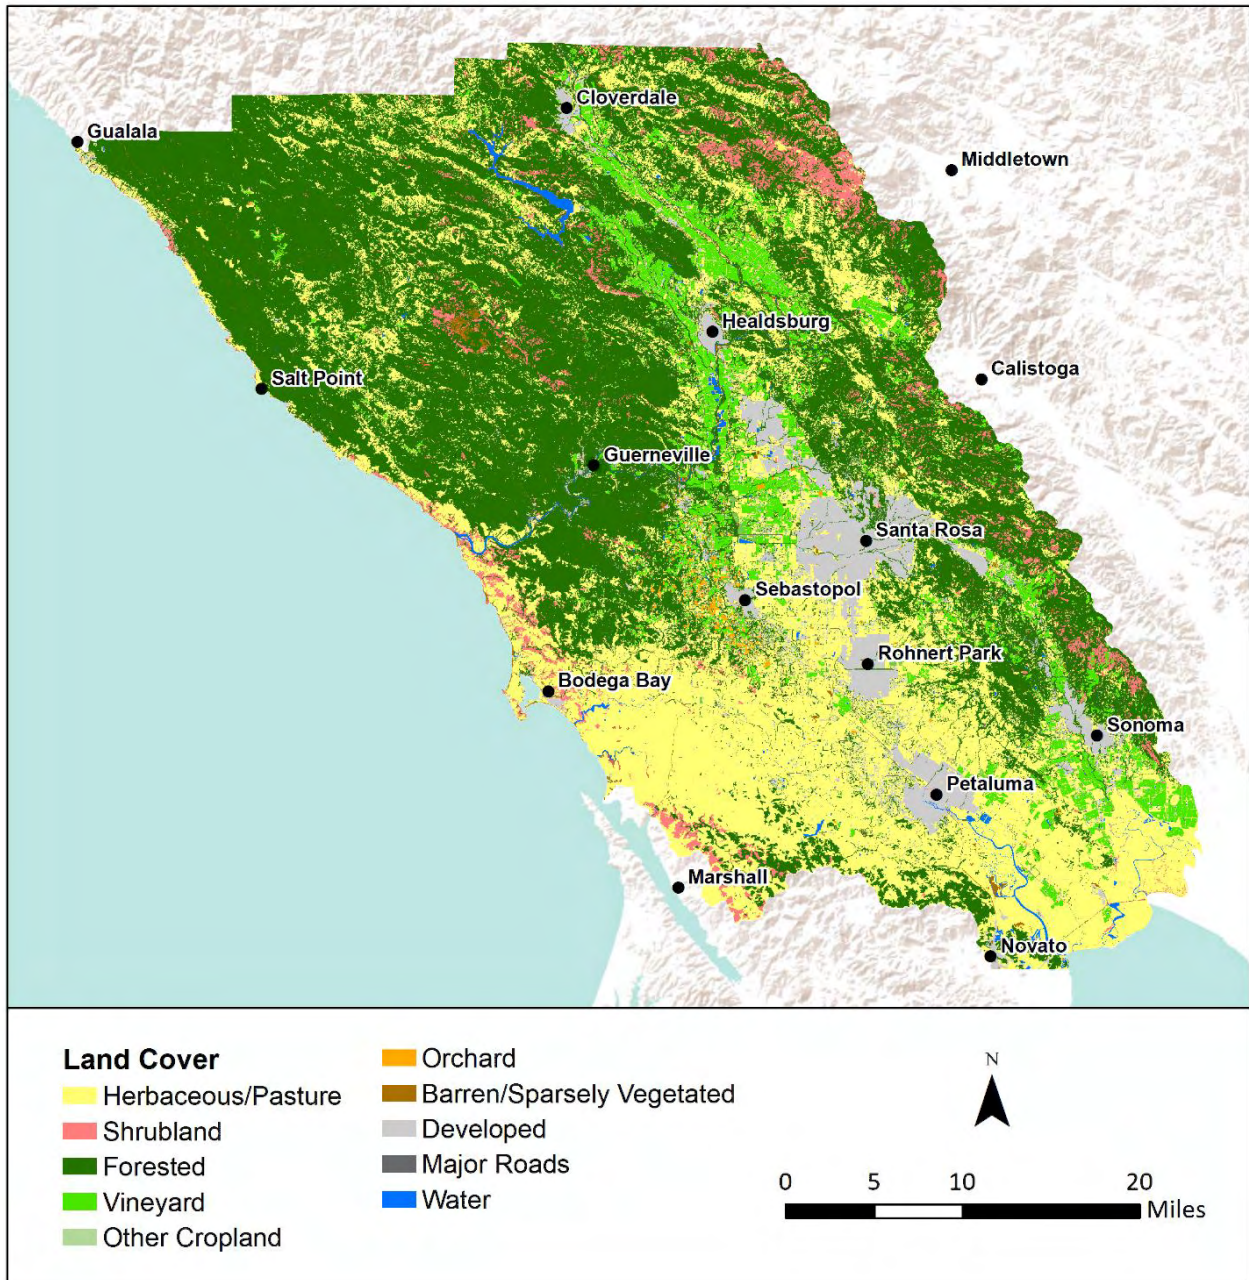 Cloverdale
Gualala
Middletown
Healdsburg
Calistoga
Salt Point
Guerneville
Santa Rosa
Sebastopol
Rohnert Park
Bodega Bay
Sonoma
Petaluma
Marshall
Novato
Land Cover
Herbaceous/Pasture
Shrubland
Forested
Vineyard
Other Cropland
Orchard
Barren/Sparsely Vegetated
Developed
Major Roads
Water
N
0 5 10 20
Miles